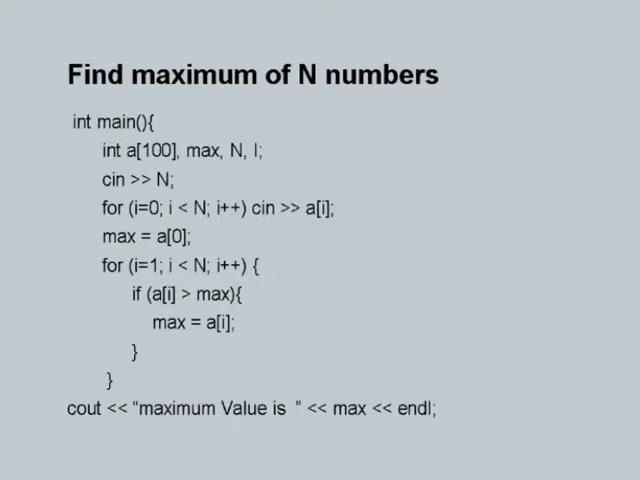 Find maximum of N numbers
int main(){
int a[100], max, N, I;
cin >> N;
for (i=0; i < N; i++) cin >> a[i];
max = a[0];
for (i=1; i < N; i++) {
if (a[i] > max){
max = a[i];
}
}
cout << “maximum Value is ” << max << endl;